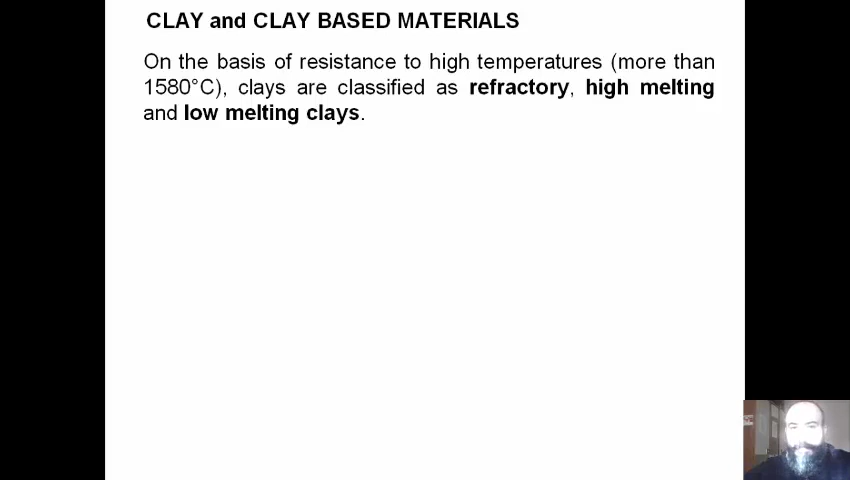 CLAY and CLAY BASED MATERIALS
On the basis of resistance to high temperatures (more than
1580°C), clays are classified as refractory, high melting
and low melting clays.